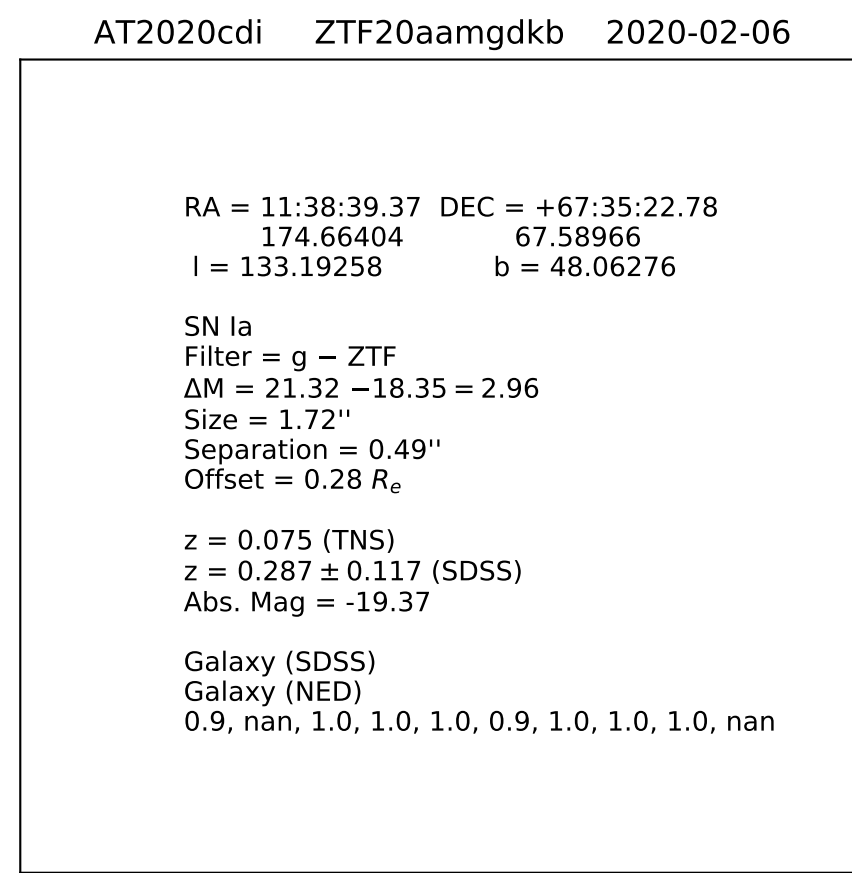 AT2020cdi ZTF20aamgdkb 2020-02-06
RA = 11:38:39.37 DEC = +67:35:22.78
174.66404 67.58966
l = 133.19258 b = 48.06276
SN Ia
Filter = g − ZTF
ΔM = 21.32 −18.35 = 2.96
Size = 1.72''
Separation = 0.49''
Offset = 0.28 Rₑ
z = 0.075 (TNS)
z = 0.287 ± 0.117 (SDSS)
Abs. Mag = -19.37
Galaxy (SDSS)
Galaxy (NED)
0.9, nan, 1.0, 1.0, 1.0, 0.9, 1.0, 1.0, 1.0, nan